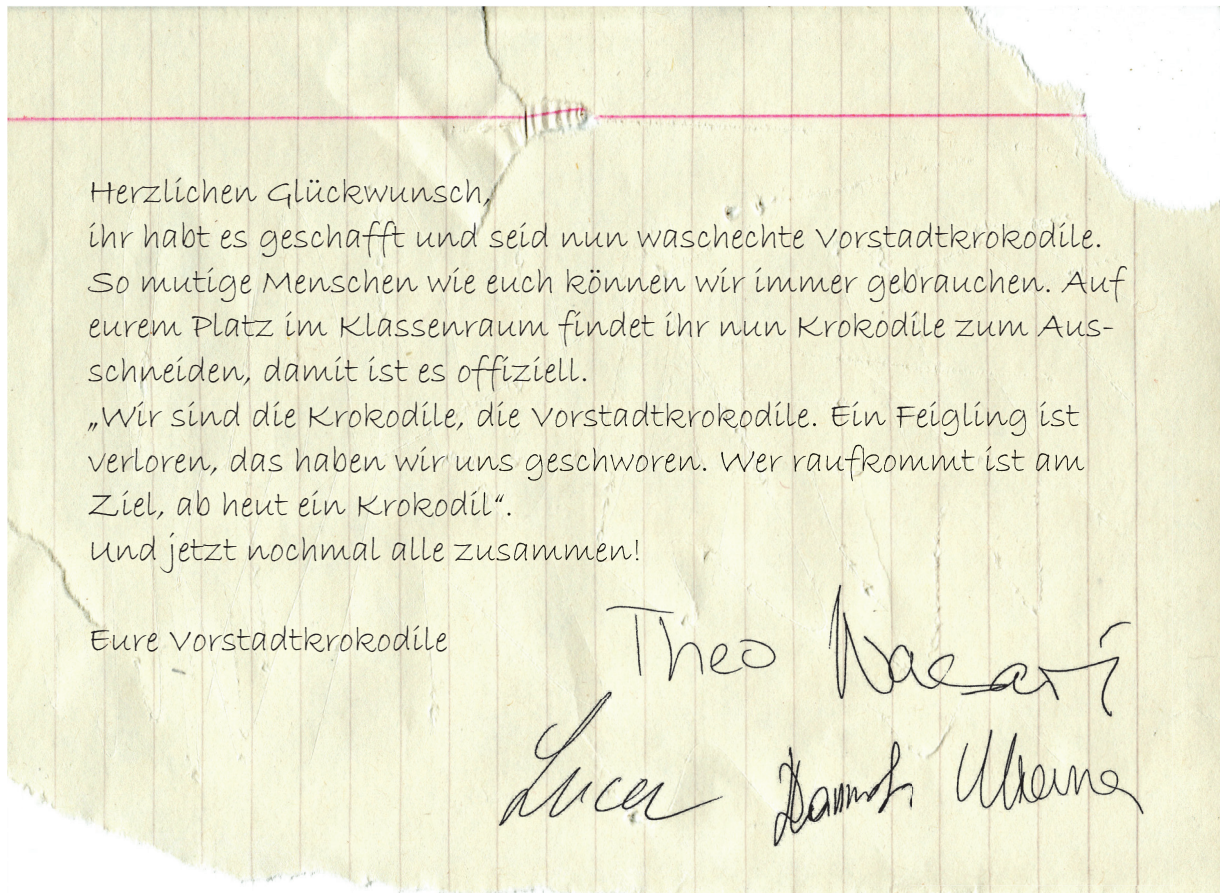 Herzlichen Glückwunsch,
ihr habt es geschafft und seid nun waschechte Vorstadtkrokodile.
So mutige Menschen wie euch können wir immer gebrauchen. Auf
eurem Platz im Klassenraum findet ihr nun Krokodile zum Aus-
schneiden, damit ist es offiziell.
„Wir sind die Krokodile, die Vorstadtkrokodile. Ein Feigling ist
verloren, das haben wir uns geschworen. Wer raufkommt ist am
Ziel, ab heut ein Krokodil“.
Und jetzt nochmal alle zusammen!
Eure Vorstadtkrokodile
Theo
Luca